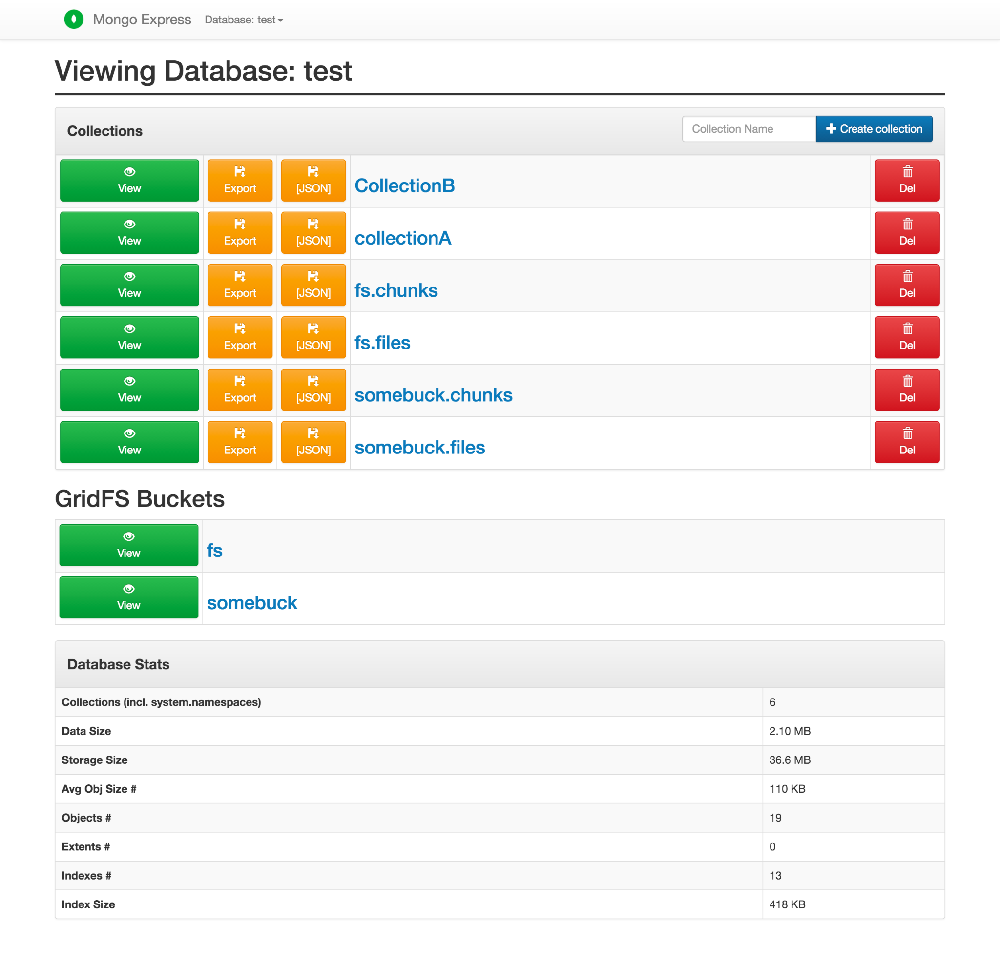 Mongo Express Database: test
Viewing Database: test
Collections Collection Name Create collection
View Export [JSON] CollectionB Del
View Export [JSON] collectionA Del
View Export [JSON] fs.chunks Del
View Export [JSON] fs.files Del
View Export [JSON] somebuck.chunks Del
View Export [JSON] somebuck.files Del
GridFS Buckets
View fs
View somebuck
Database Stats
Collections (incl. system.namespaces) 6
Data Size 2.10 MB
Storage Size 36.6 MB
Avg Obj Size # 110 KB
Objects # 19
Extents # 0
Indexes # 13
Index Size 418 KB